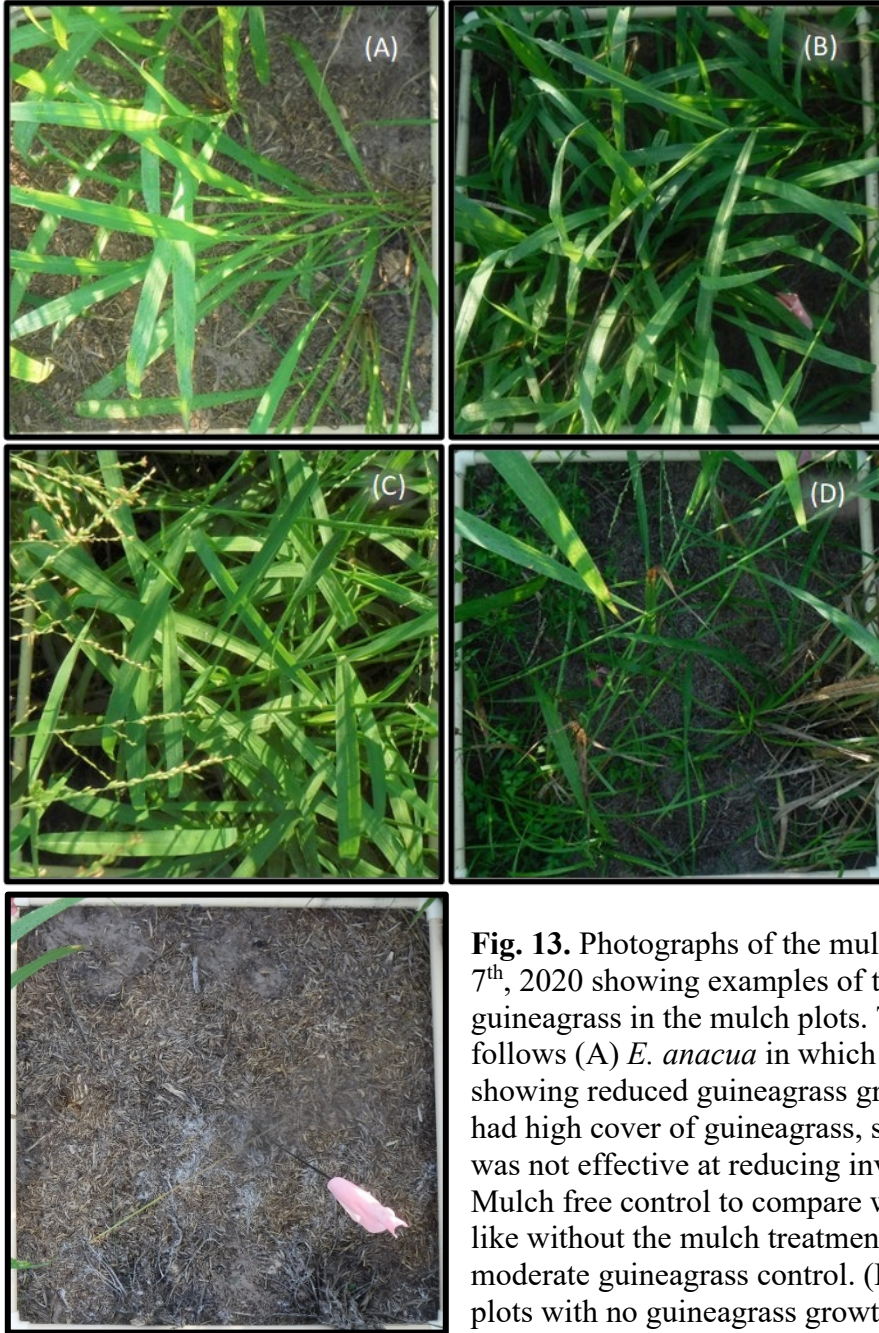 (A)
(B)
(C)
(D)
Fig. 13. Photographs of the mul
7th, 2020 showing examples of t
guineagrass in the mulch plots.
follows (A) E. anacua in which
showing reduced guineagrass gr
had high cover of guineagrass, s
was not effective at reducing inv
Mulch free control to compare
like without the mulch treatment
moderate guineagrass control. (
plots with no guineagrass growt